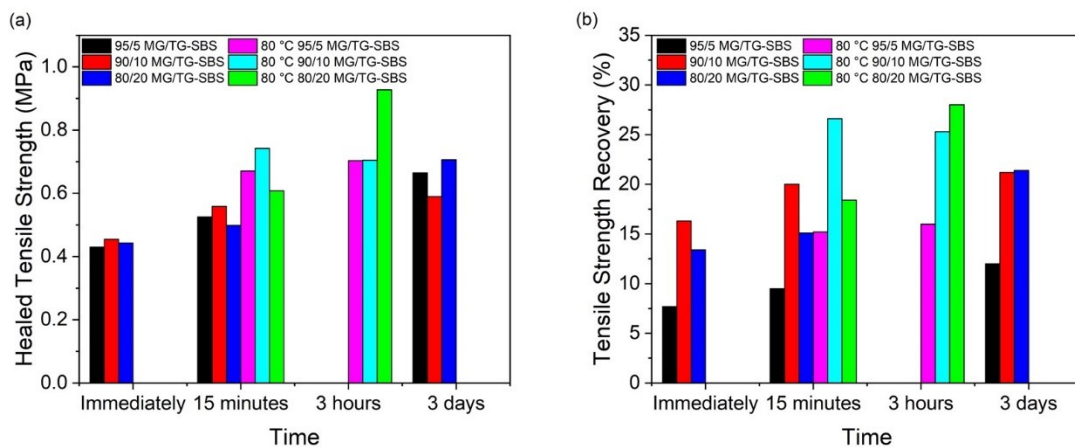 (a)
Healed Tensile Strength (MPa)
1.0
0.8
0.6
0.4
0.2
0.0
95/5 MG/TG-SBS
90/10 MG/TG-SBS
80/20 MG/TG-SBS
80 °C 95/5 MG/TG-SBS
80 °C 90/10 MG/TG-SBS
80 °C 80/20 MG/TG-SBS
Immediately 15 minutes 3 hours 3 days
Time
(b)
Tensile Strength Recovery (%)
35
30
25
20
15
10
5
0
95/5 MG/TG-SBS
90/10 MG/TG-SBS
80/20 MG/TG-SBS
80 °C 95/5 MG/TG-SBS
80 °C 90/10 MG/TG-SBS
80 °C 80/20 MG/TG-SBS
Immediately 15 minutes 3 hours 3 days
Time